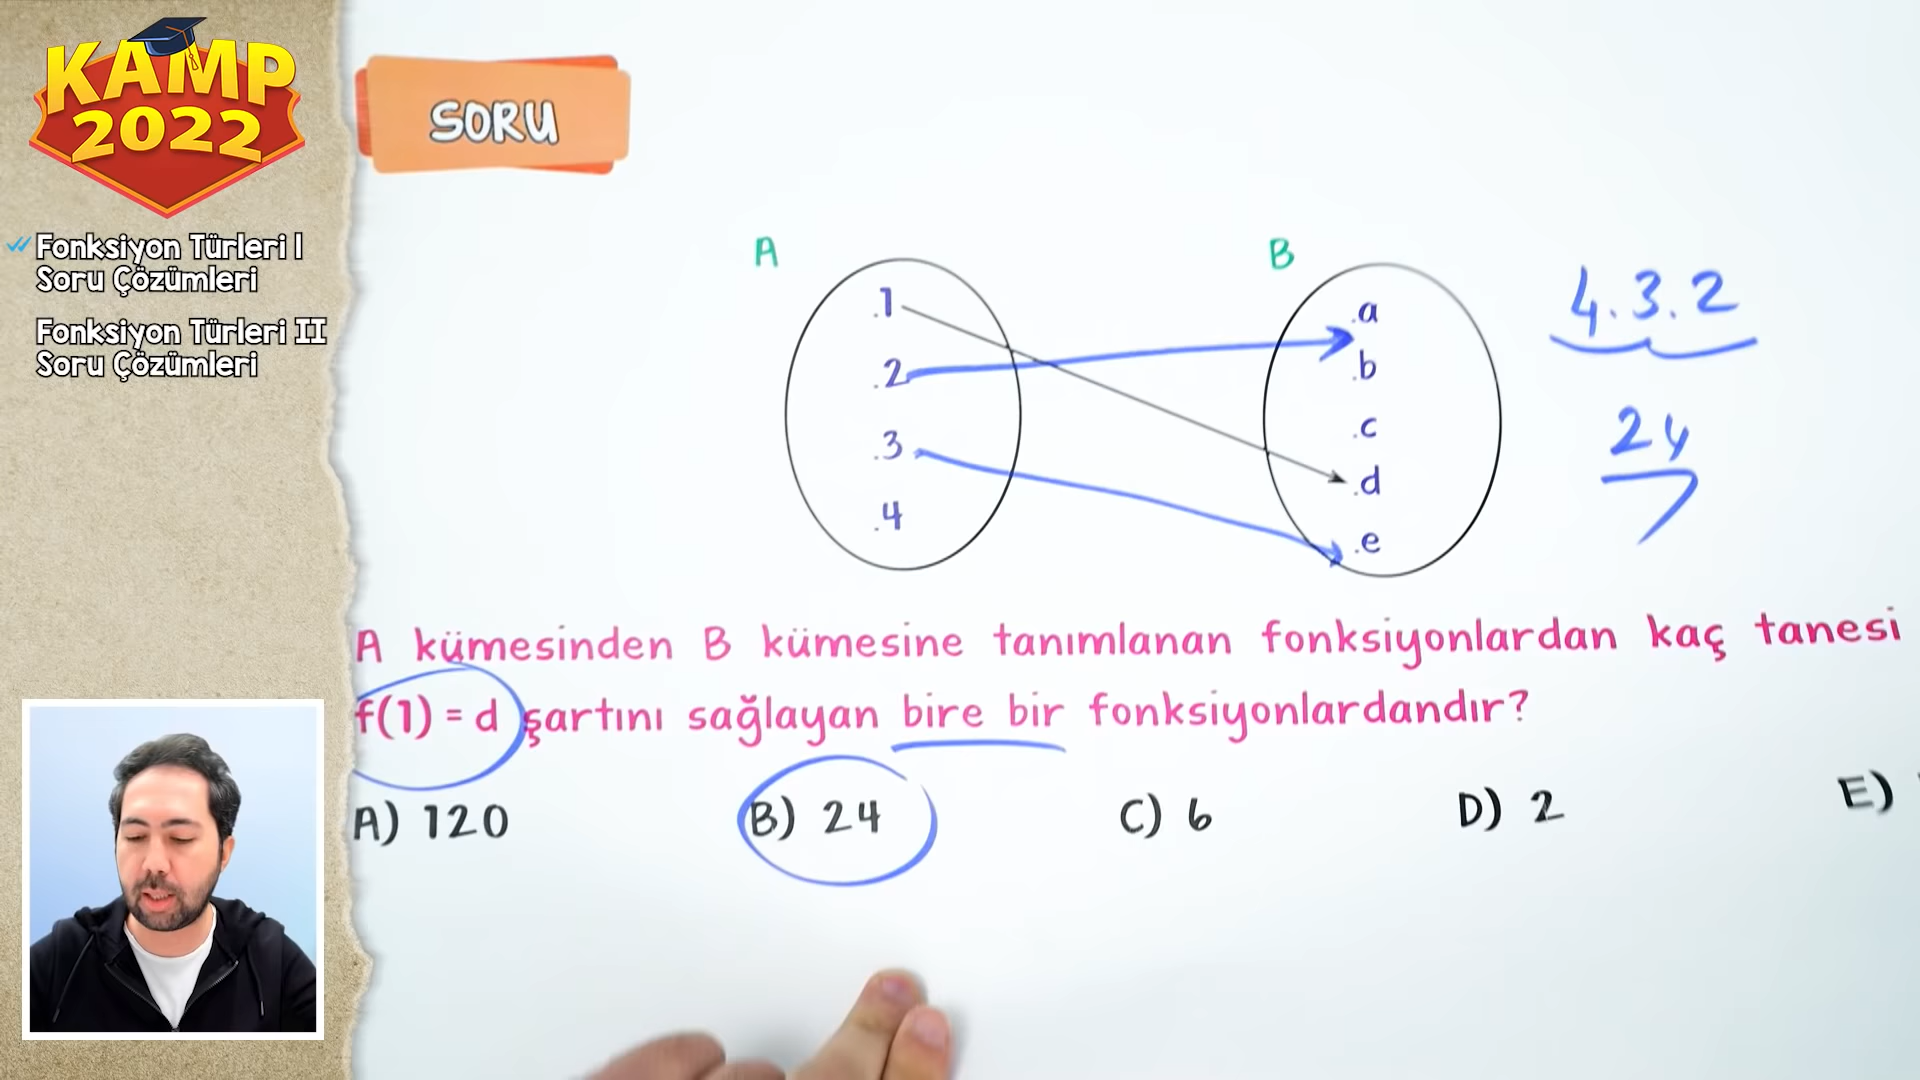 KAMP
2022
Fonksiyon Türleri I
Soru Çözümleri
Fonksiyon Türleri II
Soru Çözümleri
SORU
A
B
.1
.2
.3
.4
.a
.b
.c
.d
.e
4.3.2
24
A kümesinden B kümesine tanımlanan fonksiyonlardan kaç tanesi
f(1) = d şartını sağlayan bire bir fonksiyonlardandır?
A) 120
B) 24
C) 6
D) 2
E)